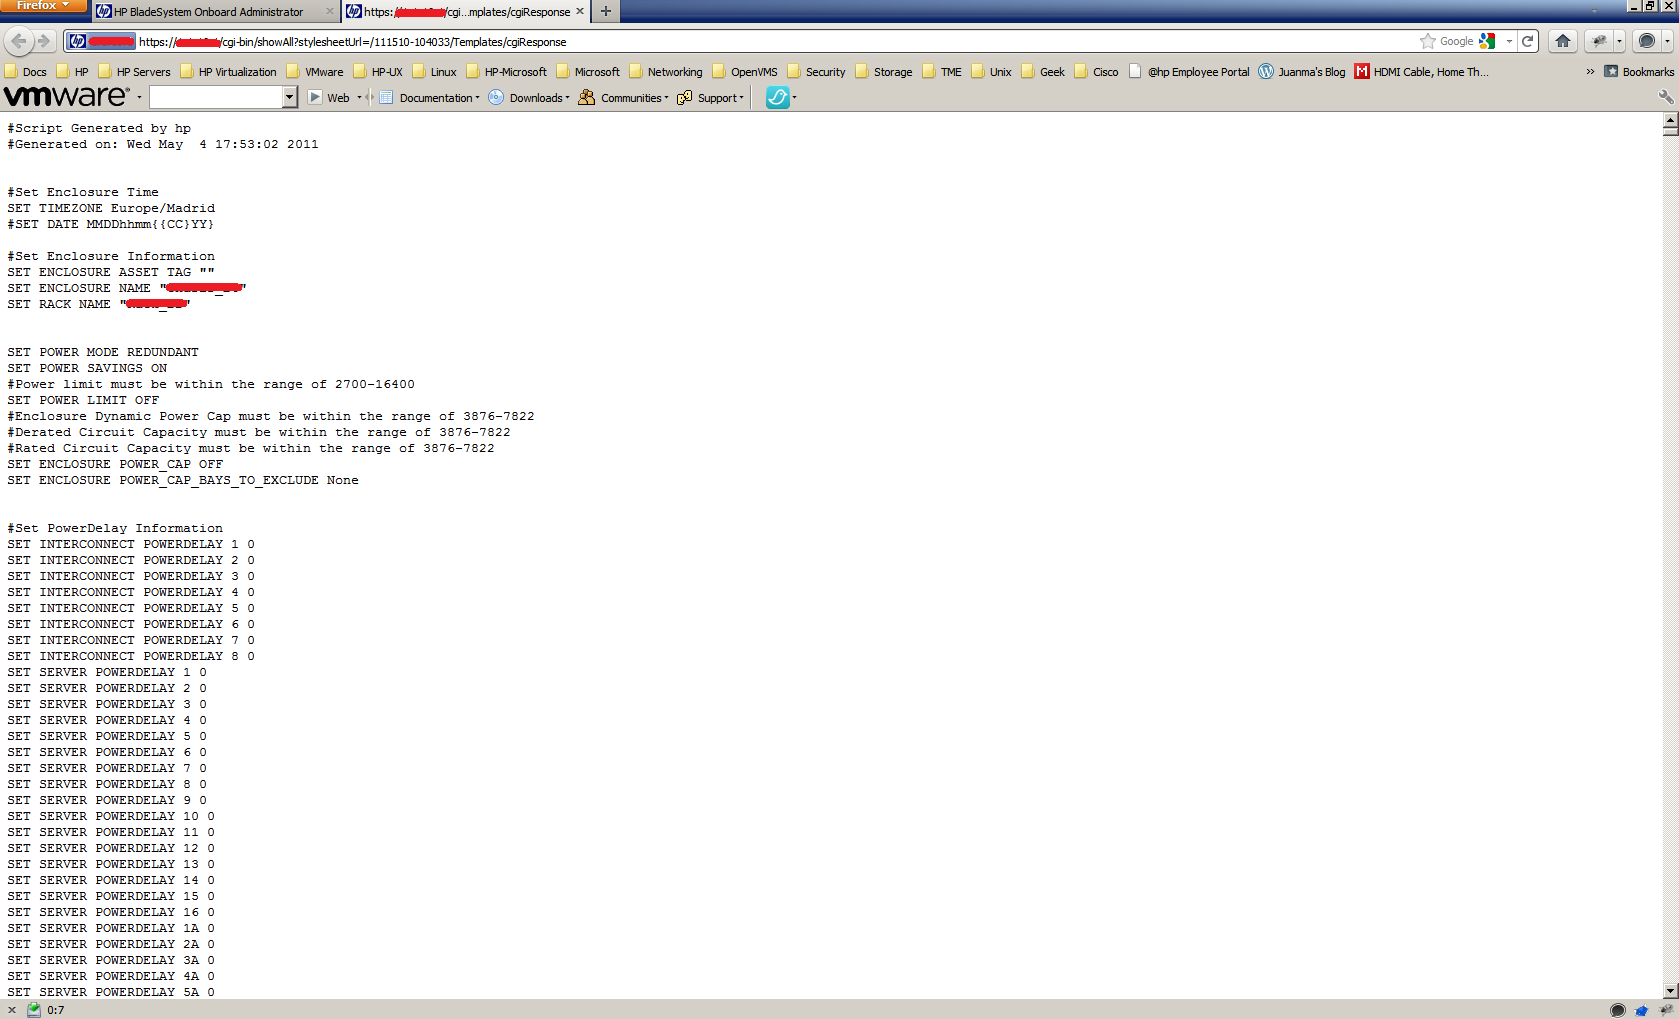 Firefox
HP BladeSystem Onboard Administrator
https:/ /cgi...mplates/cgiResponse
https:// /cgi-bin/showAll?stylesheetUrl=/111510-104033/Templates/cgiResponse
Google
Docs HP HP Servers HP Virtualization VMware HP-UX Linux HP-Microsoft Microsoft Networking OpenVMS Security Storage TME Unix Geek Cisco @hp Employee Portal Juanma's Blog HDMI Cable, Home Th... » Bookmarks
vmware Web Documentation Downloads Communities Support
#Script Generated by hp
#Generated on: Wed May  4 17:53:02 2011
#Set Enclosure Time
SET TIMEZONE Europe/Madrid
#SET DATE MMDDhhmm{{CC}YY}
#Set Enclosure Information
SET ENCLOSURE ASSET TAG ""
SET ENCLOSURE NAME " "
SET RACK NAME " "
SET POWER MODE REDUNDANT
SET POWER SAVINGS ON
#Power limit must be within the range of 2700-16400
SET POWER LIMIT OFF
#Enclosure Dynamic Power Cap must be within the range of 3876-7822
#Derated Circuit Capacity must be within the range of 3876-7822
#Rated Circuit Capacity must be within the range of 3876-7822
SET ENCLOSURE POWER_CAP OFF
SET ENCLOSURE POWER_CAP_BAYS_TO_EXCLUDE None
#Set PowerDelay Information
SET INTERCONNECT POWERDELAY 1 0
SET INTERCONNECT POWERDELAY 2 0
SET INTERCONNECT POWERDELAY 3 0
SET INTERCONNECT POWERDELAY 4 0
SET INTERCONNECT POWERDELAY 5 0
SET INTERCONNECT POWERDELAY 6 0
SET INTERCONNECT POWERDELAY 7 0
SET INTERCONNECT POWERDELAY 8 0
SET SERVER POWERDELAY 1 0
SET SERVER POWERDELAY 2 0
SET SERVER POWERDELAY 3 0
SET SERVER POWERDELAY 4 0
SET SERVER POWERDELAY 5 0
SET SERVER POWERDELAY 6 0
SET SERVER POWERDELAY 7 0
SET SERVER POWERDELAY 8 0
SET SERVER POWERDELAY 9 0
SET SERVER POWERDELAY 10 0
SET SERVER POWERDELAY 11 0
SET SERVER POWERDELAY 12 0
SET SERVER POWERDELAY 13 0
SET SERVER POWERDELAY 14 0
SET SERVER POWERDELAY 15 0
SET SERVER POWERDELAY 16 0
SET SERVER POWERDELAY 1A 0
SET SERVER POWERDELAY 2A 0
SET SERVER POWERDELAY 3A 0
SET SERVER POWERDELAY 4A 0
SET SERVER POWERDELAY 5A 0
0:7